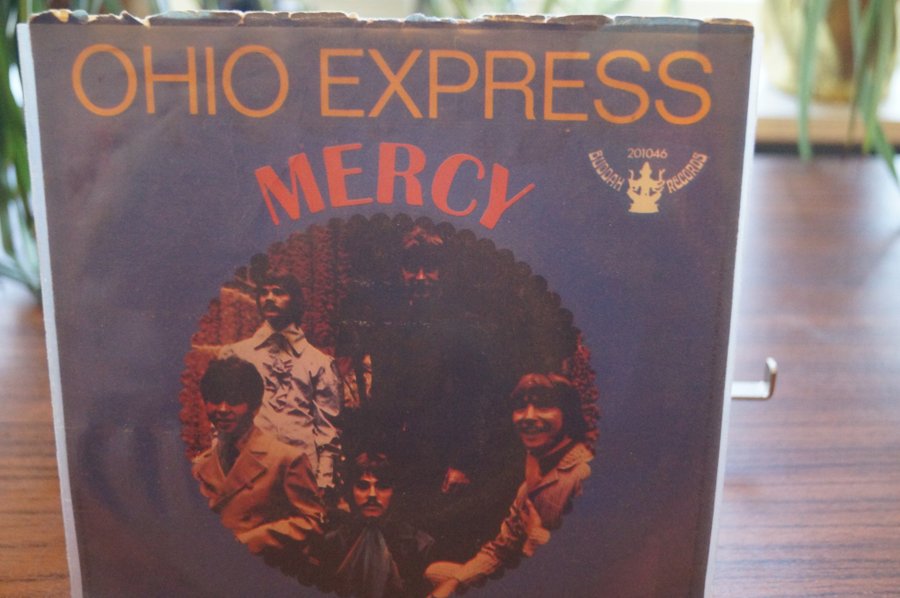 OHIO EXPRESS
MERCY
201046
BUDDAH RECORDS